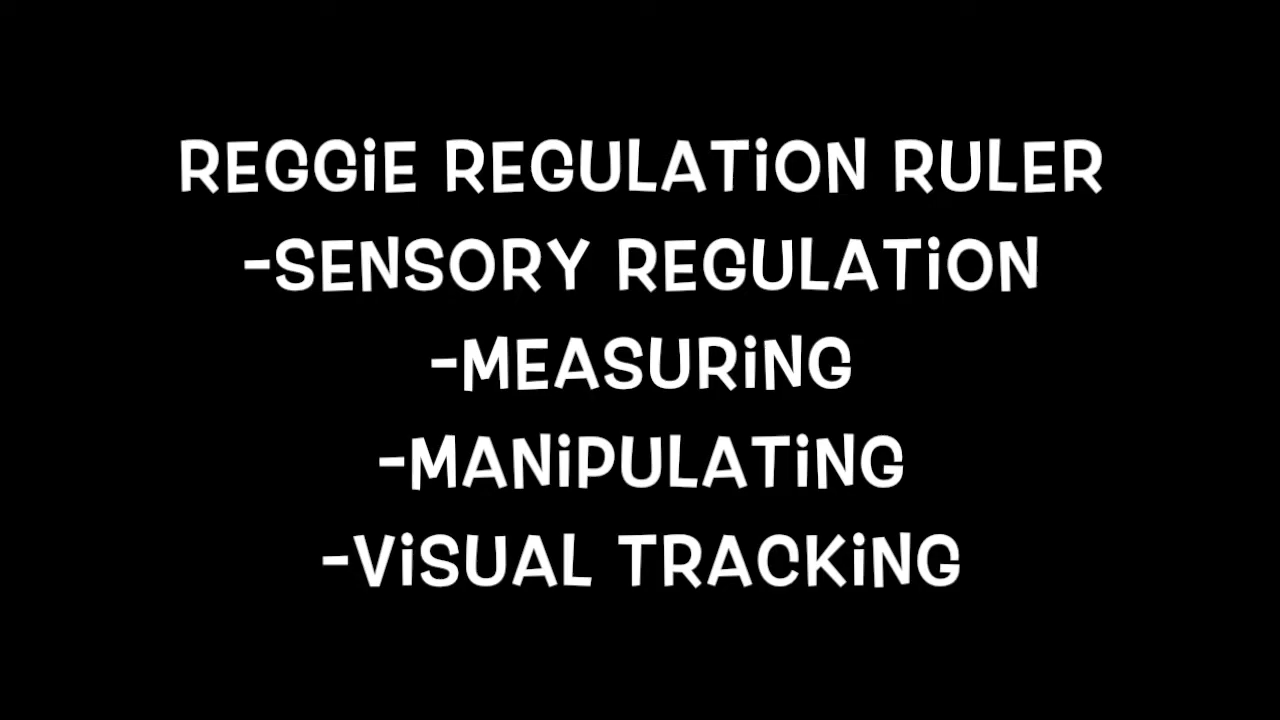 REGGiE REGULATiON RULER
-SENSORY REGULATiON
-MEASURiNG
-MANiPULATiNG
-ViSUAL TRACKiNG